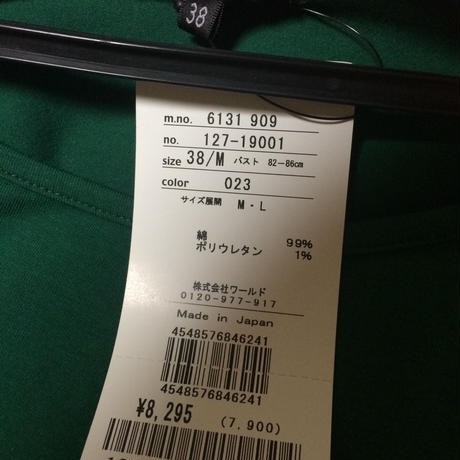 38
m.no. 6131 909
no. 127-19001
size 38/M バスト 82-86cm
color 023
サイズ展開 M・L
綿 99%
ポリウレタン 1%
株式会社ワールド
0120-977-917
Made in Japan
4548576846241
4548576846241
¥8,295 (7,900)